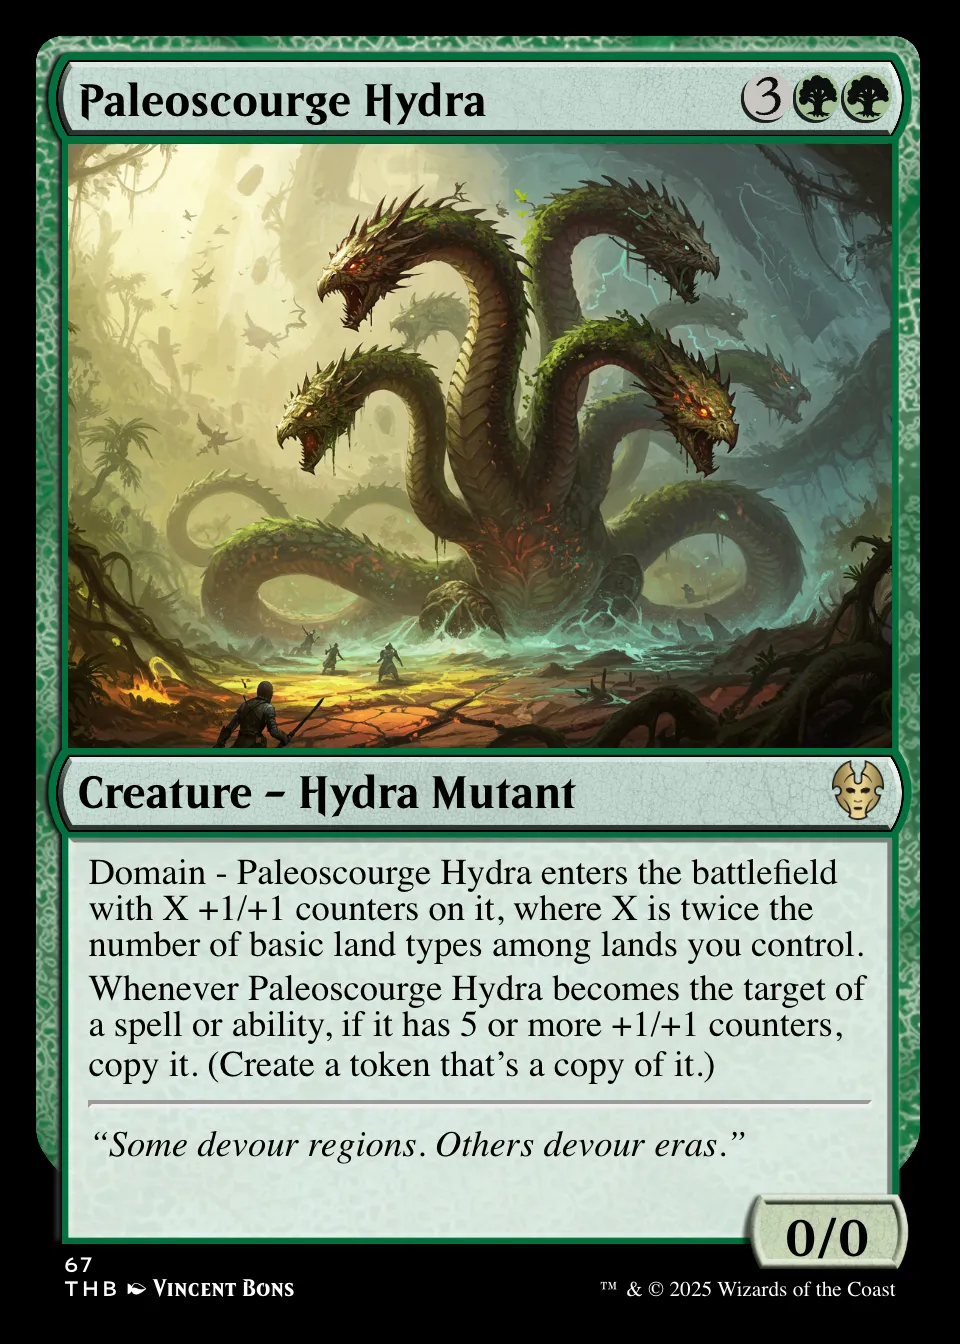 Paleoscourge Hydra 3
Creature – Hydra Mutant
Domain - Paleoscourge Hydra enters the battlefield
with X +1/+1 counters on it, where X is twice the
number of basic land types among lands you control.
Whenever Paleoscourge Hydra becomes the target of
a spell or ability, if it has 5 or more +1/+1 counters,
copy it. (Create a token that’s a copy of it.)
“Some devour regions. Others devour eras.”
0/0
67
THB Vincent Bons
™ & © 2025 Wizards of the Coast